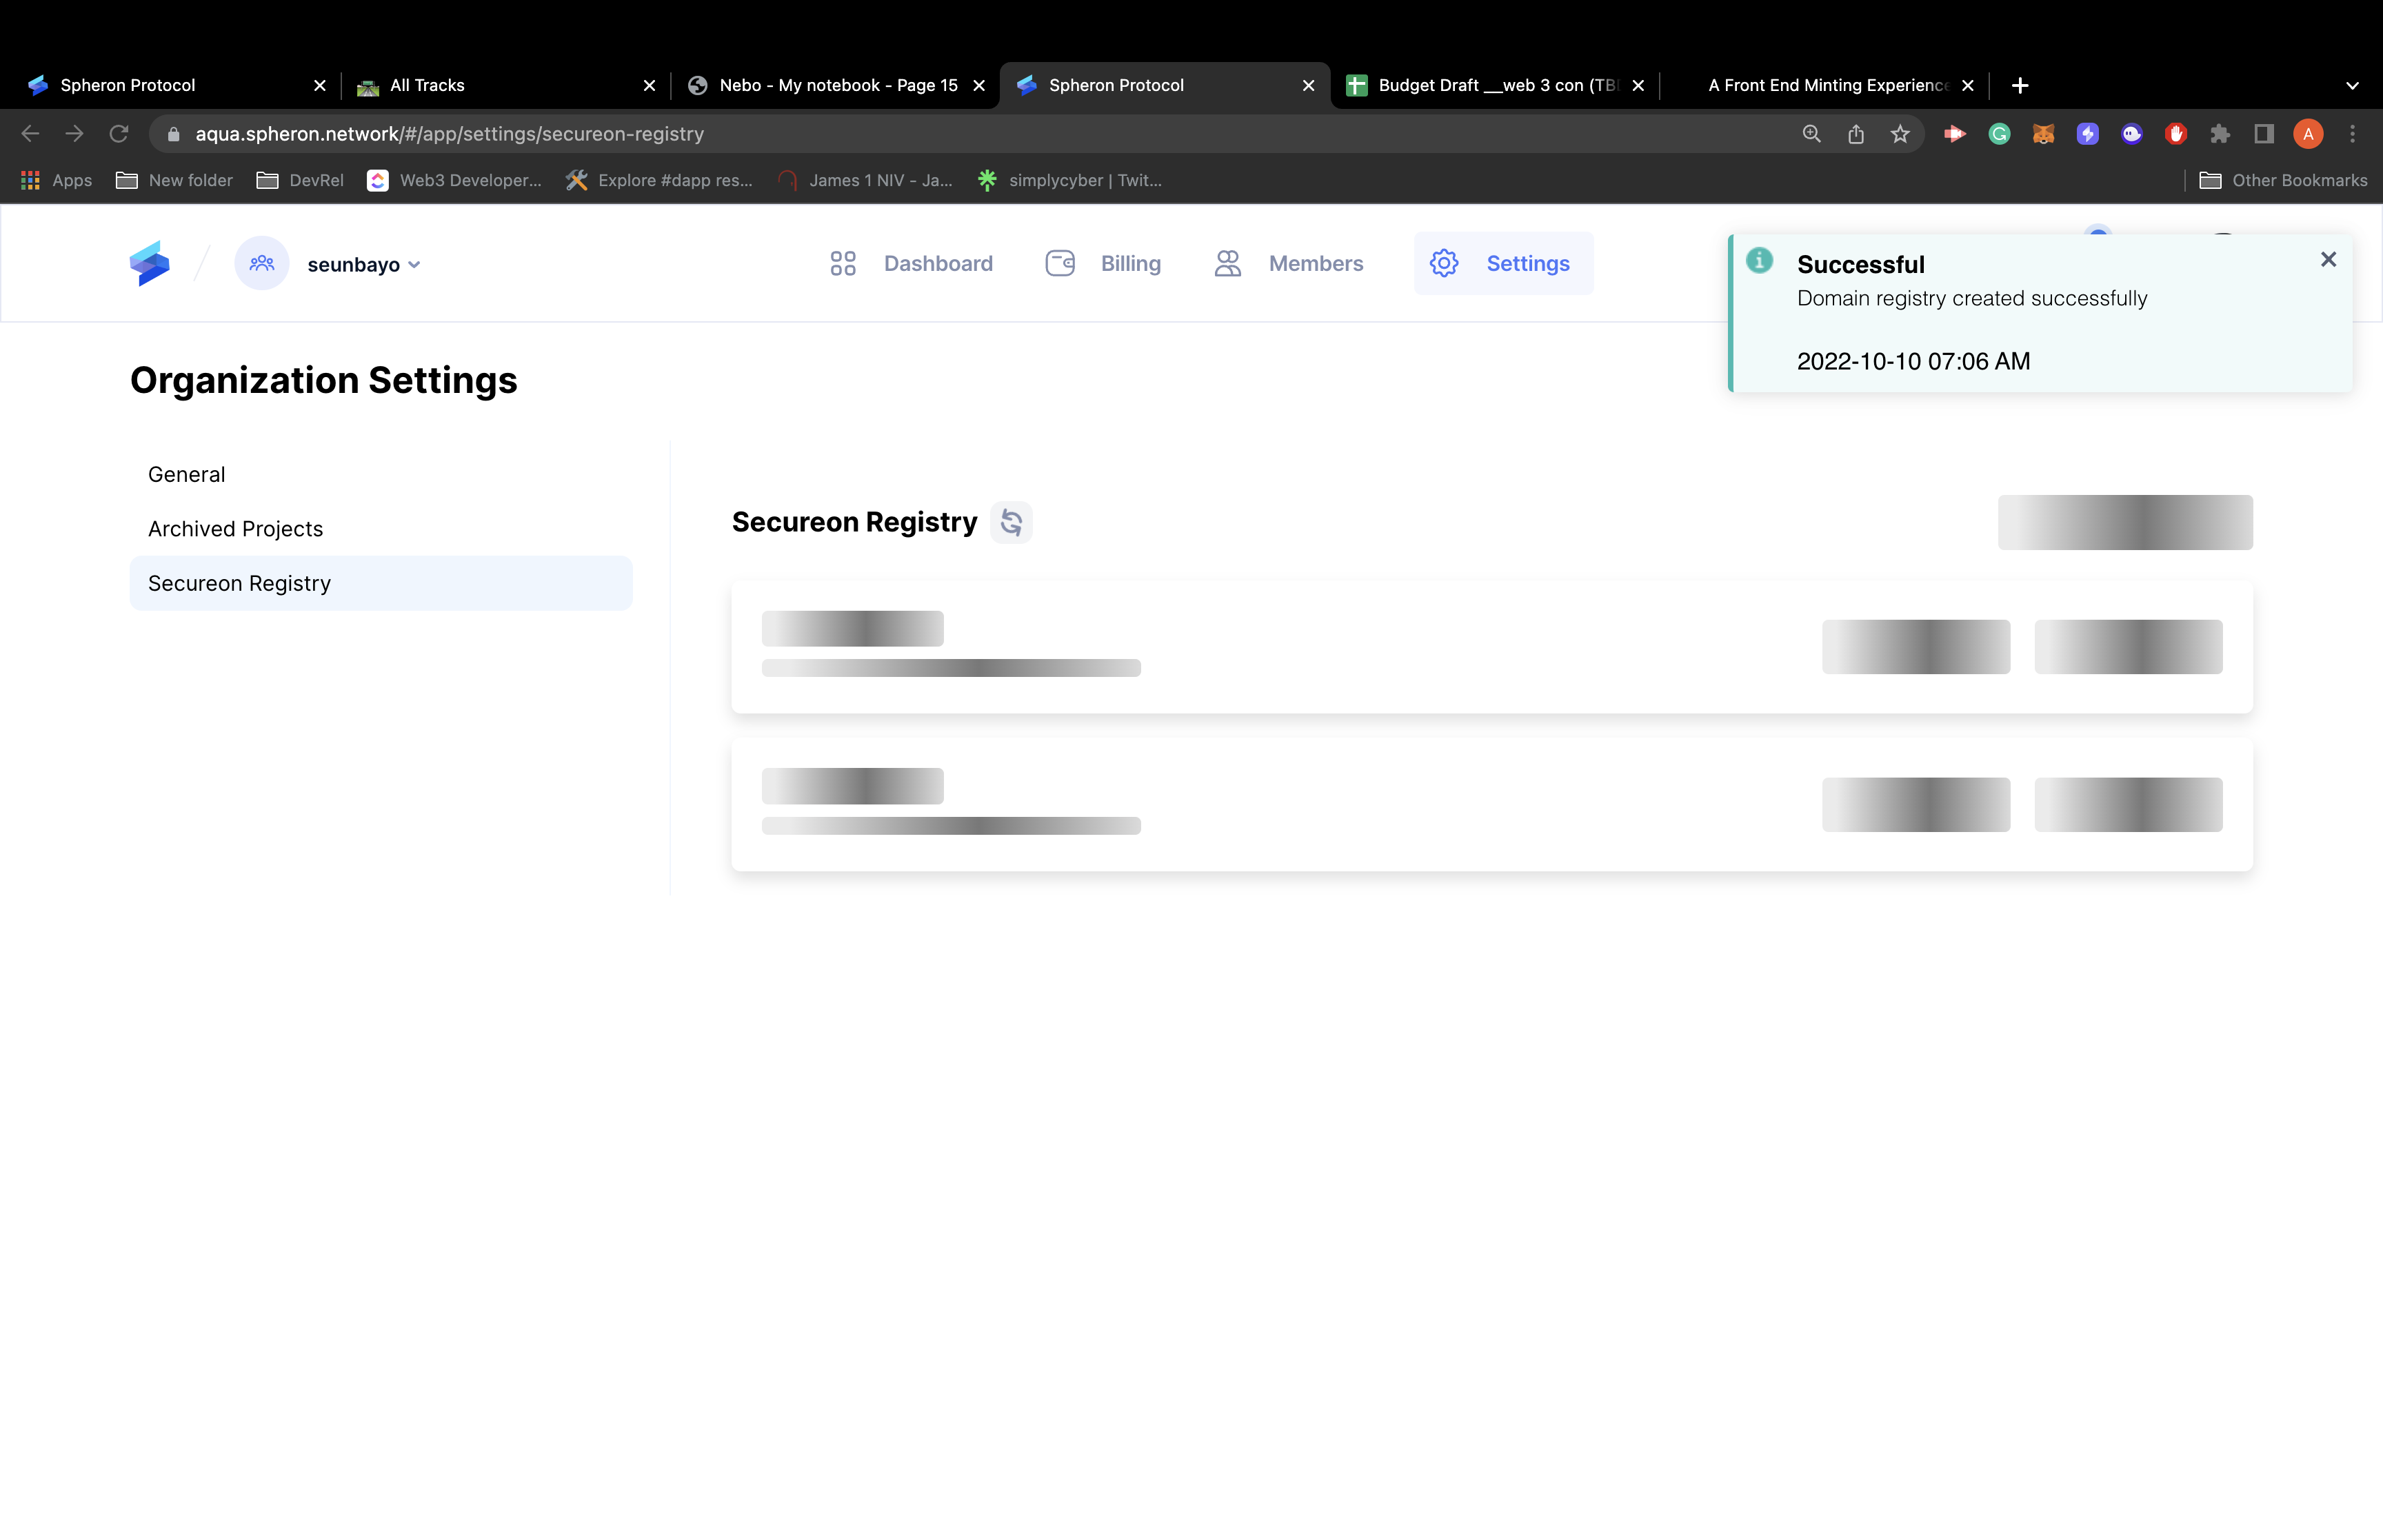 Spheron Protocol
All Tracks
Nebo - My notebook - Page 15
Spheron Protocol
Budget Draft __web 3 con (TB
A Front End Minting Experience
aqua.spheron.network/#/app/settings/secureon-registry
A
Apps
New folder
DevRel
Web3 Developer...
Explore #dapp res...
James 1 NIV - Ja...
simplycyber | Twit...
Other Bookmarks
seunbayo
Dashboard
Billing
Members
Settings
Successful
Domain registry created successfully
2022-10-10 07:06 AM
Organization Settings
General
Archived Projects
Secureon Registry
Secureon Registry